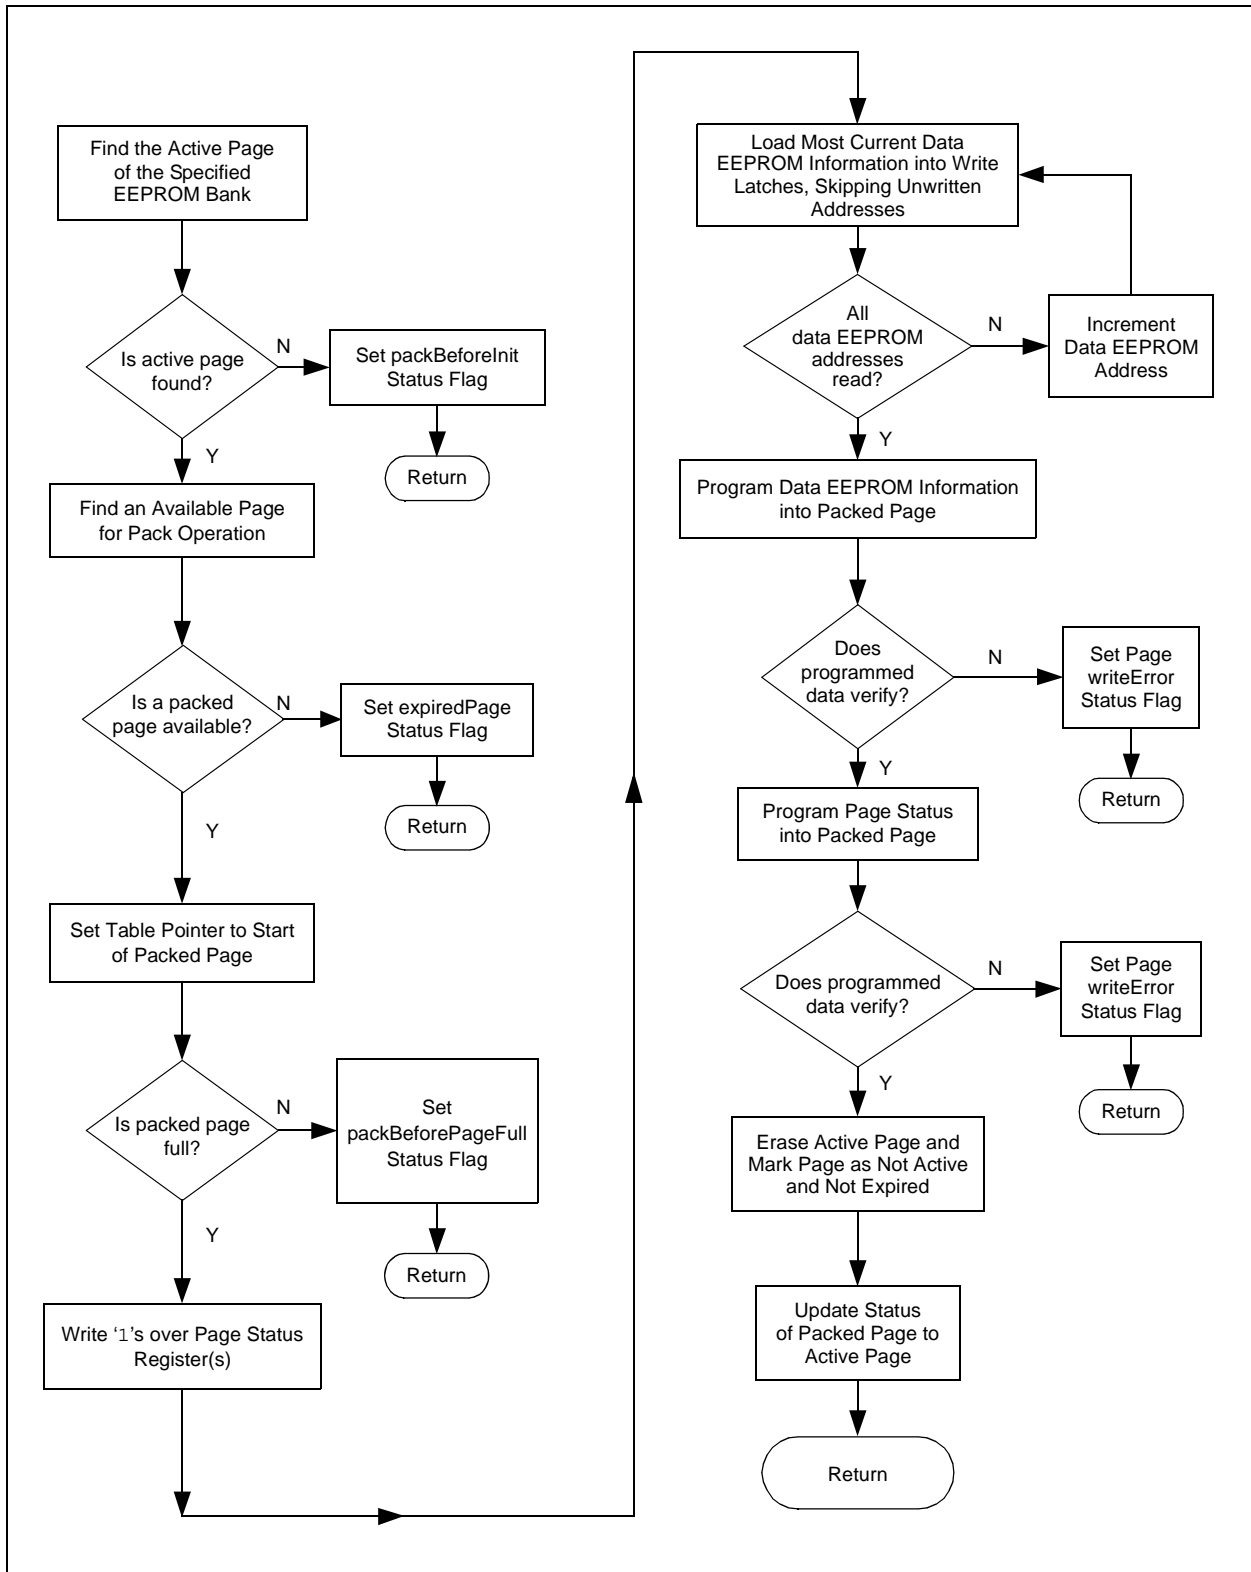 Find the Active Page
of the Specified
EEPROM Bank
Is active page
found?
N
Set packBeforeInit
Status Flag
Return
Y
Find an Available Page
for Pack Operation
Is a packed
page available?
N
Set expiredPage
Status Flag
Return
Y
Set Table Pointer to Start
of Packed Page
Is packed page
full?
N
Set
packBeforePageFull
Status Flag
Return
Y
Write ‘1’s over Page Status
Register(s)
Load Most Current Data
EEPROM Information into Write
Latches, Skipping Unwritten
Addresses
All
data EEPROM
addresses
read?
N
Increment
Data EEPROM
Address
Y
Program Data EEPROM Information
into Packed Page
Does
programmed
data verify?
N
Set Page
writeError
Status Flag
Return
Y
Program Page Status
into Packed Page
Does programmed
data verify?
N
Set Page
writeError
Status Flag
Return
Y
Erase Active Page and
Mark Page as Not Active
and Not Expired
Update Status
of Packed Page to
Active Page
Return